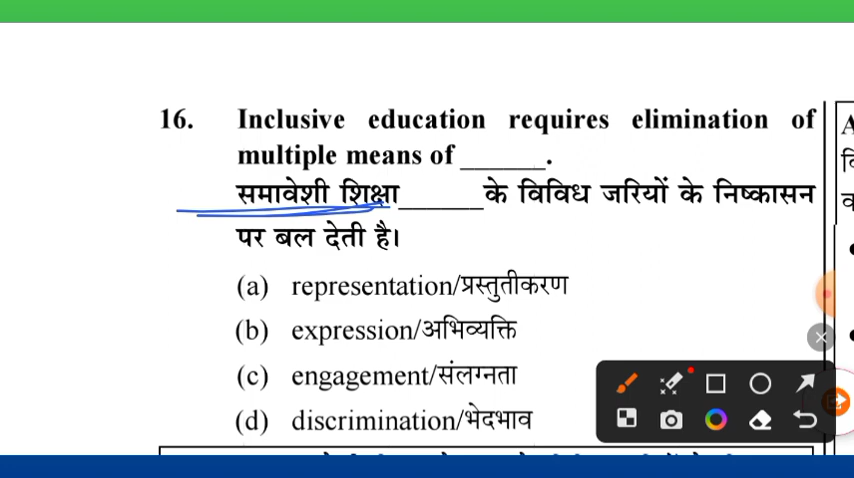 16. Inclusive education requires elimination of
multiple means of ______.
समावेशी शिक्षा______के विविध जरियों के निष्कासन
पर बल देती है।
(a) representation/प्रस्तुतीकरण
(b) expression/अभिव्यक्ति
(c) engagement/संलग्नता
(d) discrimination/भेदभाव